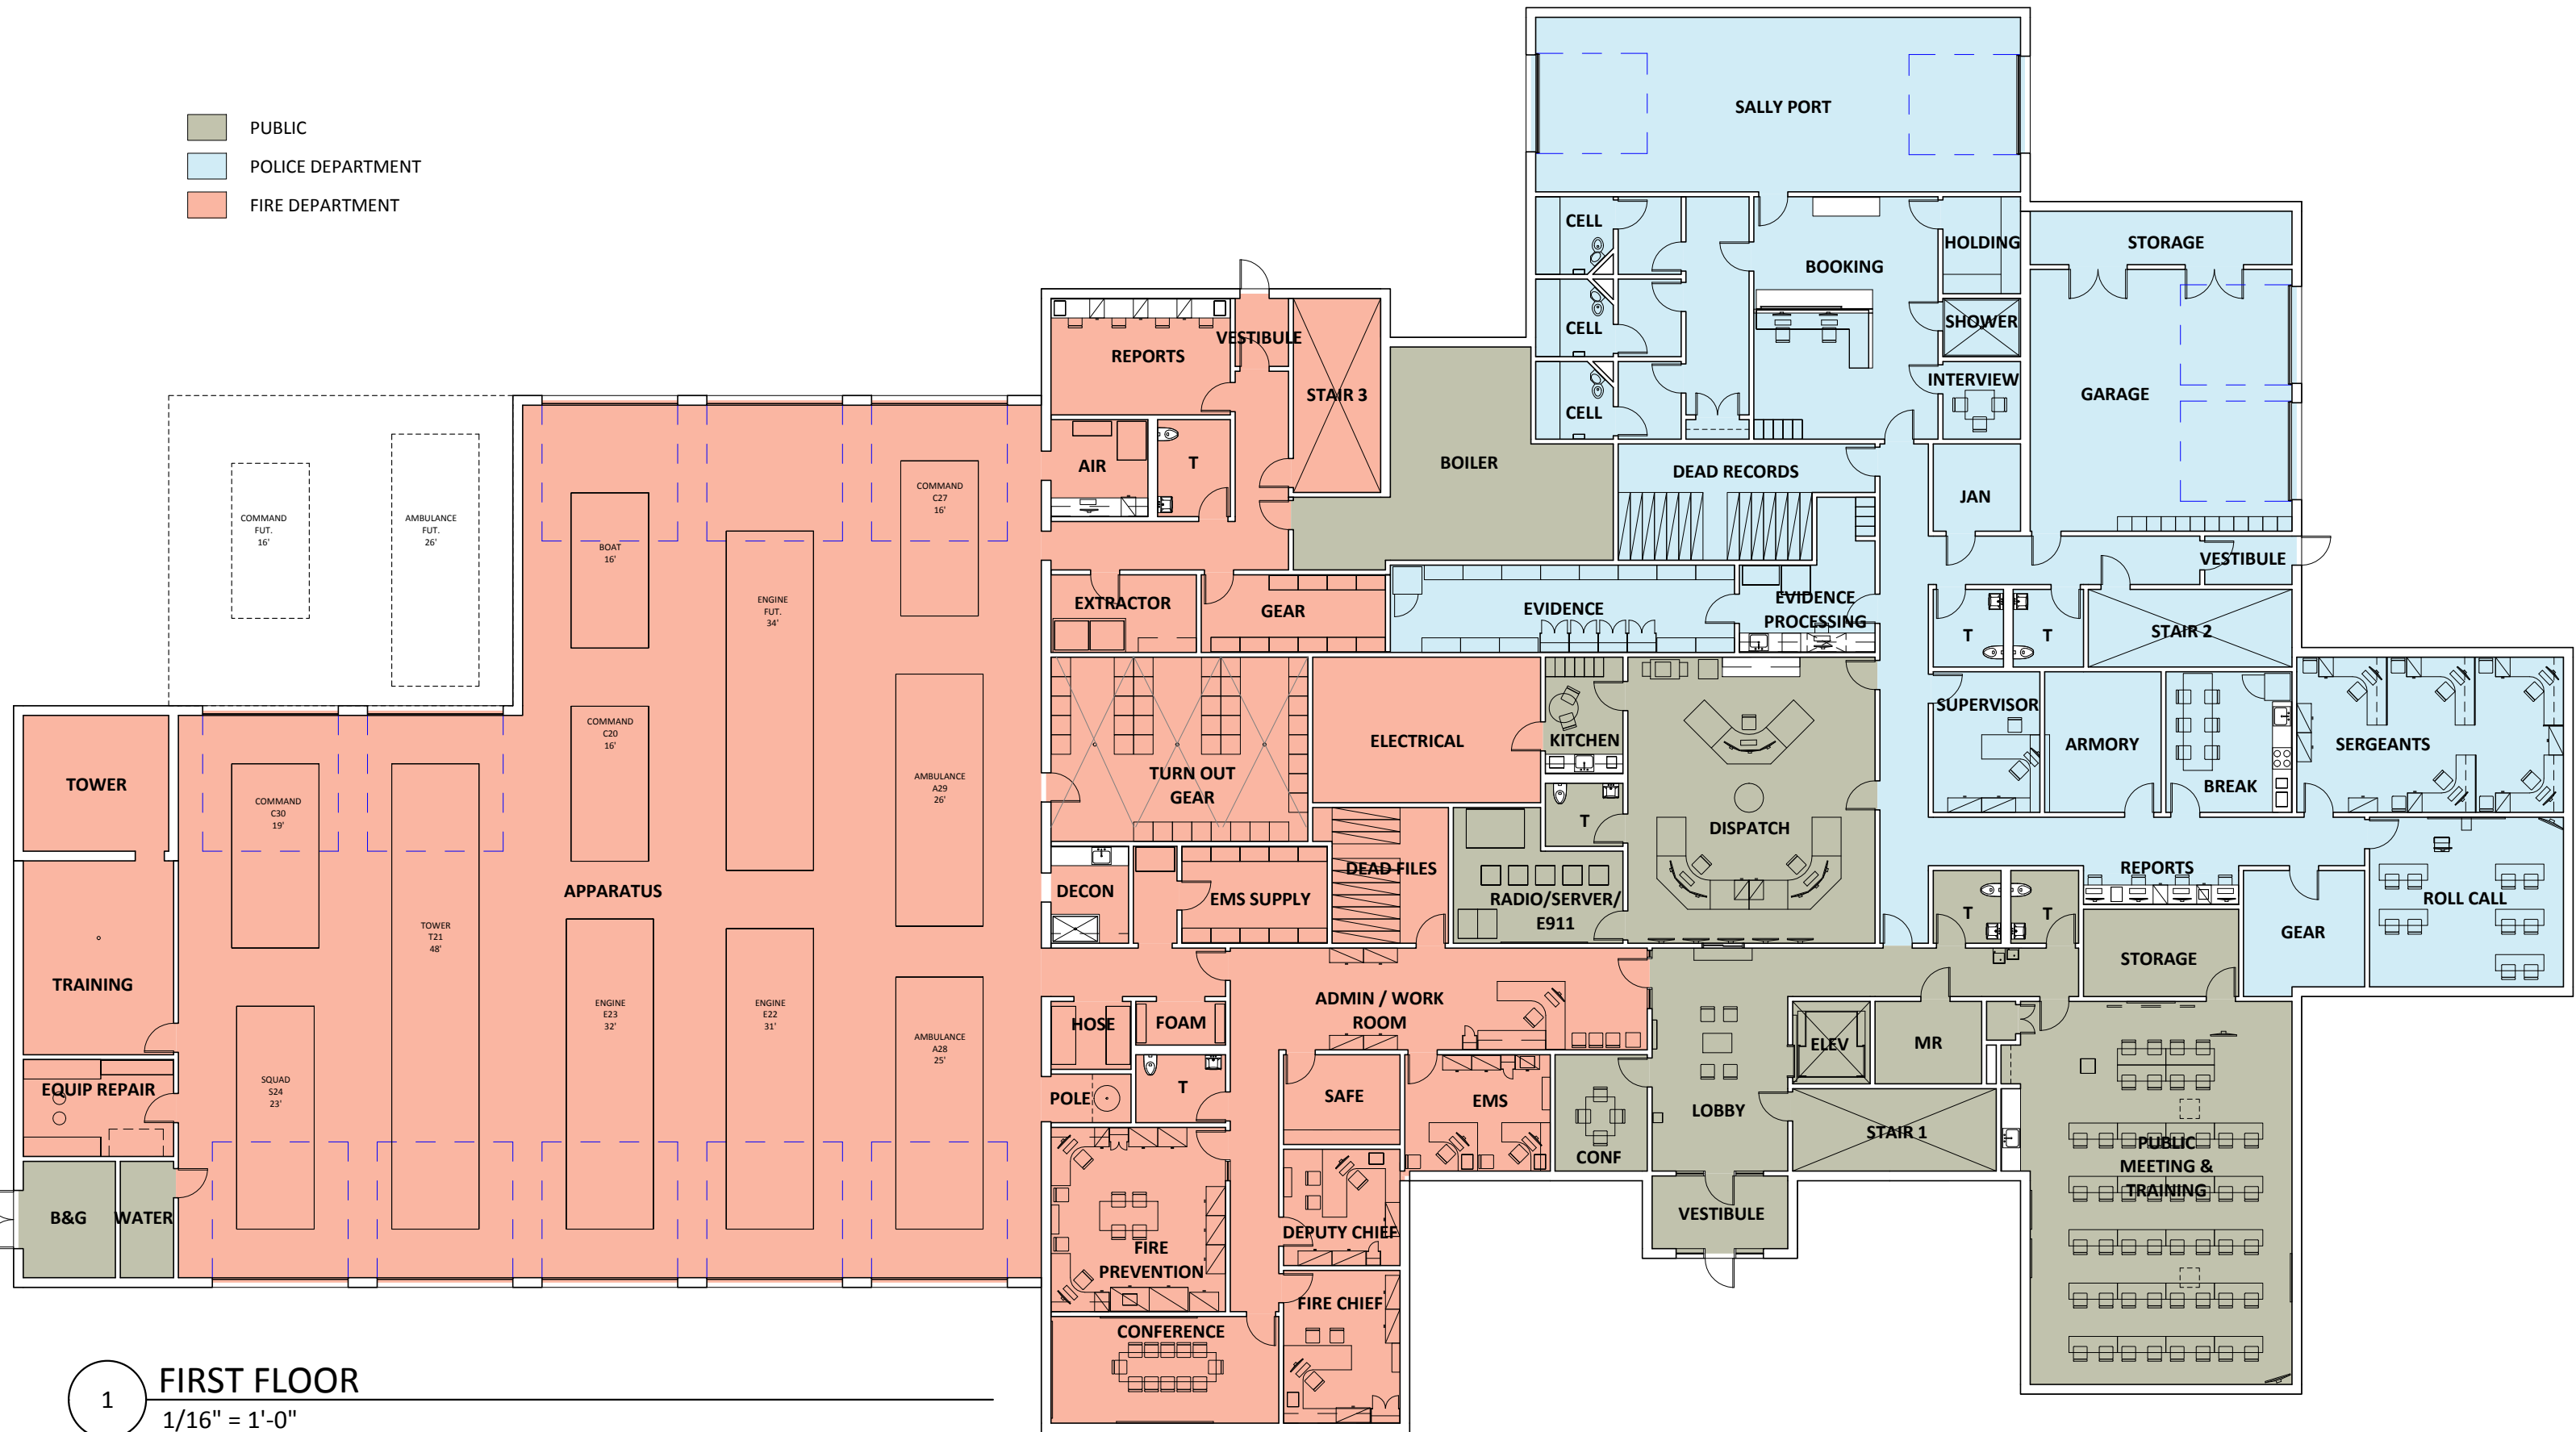 PUBLIC
POLICE DEPARTMENT
FIRE DEPARTMENT
SALLY PORT
CELL
HOLDING
STORAGE
BOOKING
CELL
SHOWER
VESTIBULE
REPORTS
INTERVIEW
STAIR 3
GARAGE
CELL
AIR
T
BOILER
DEAD RECORDS
JAN
COMMAND
C27
16'
COMMAND
FUT.
16'
AMBULANCE
FUT.
26'
BOAT
16'
VESTIBULE
ENGINE
FUT.
34'
EXTRACTOR
GEAR
EVIDENCE
EVIDENCE
PROCESSING
T
T
STAIR 2
SUPERVISOR
COMMAND
C20
16'
ELECTRICAL
KITCHEN
ARMORY
SERGEANTS
TOWER
TURN OUT
GEAR
AMBULANCE
A29
26'
BREAK
COMMAND
C30
19'
T
DISPATCH
APPARATUS
DECON
EMS SUPPLY
DEAD FILES
REPORTS
RADIO/SERVER/
E911
T
T
ROLL CALL
TOWER
T21
48'
GEAR
STORAGE
TRAINING
ENGINE
E23
32'
ENGINE
E22
31'
ADMIN / WORK
ROOM
HOSE
FOAM
ELEV
MR
AMBULANCE
A28
25'
EQUIP REPAIR
SQUAD
S24
23'
POLE
T
SAFE
EMS
LOBBY
STAIR 1
CONF
PUBLIC
MEETING &
TRAINING
B&G
WATER
VESTIBULE
DEPUTY CHIEF
FIRE
PREVENTION
FIRE CHIEF
CONFERENCE
1
FIRST FLOOR
1/16" = 1'-0"